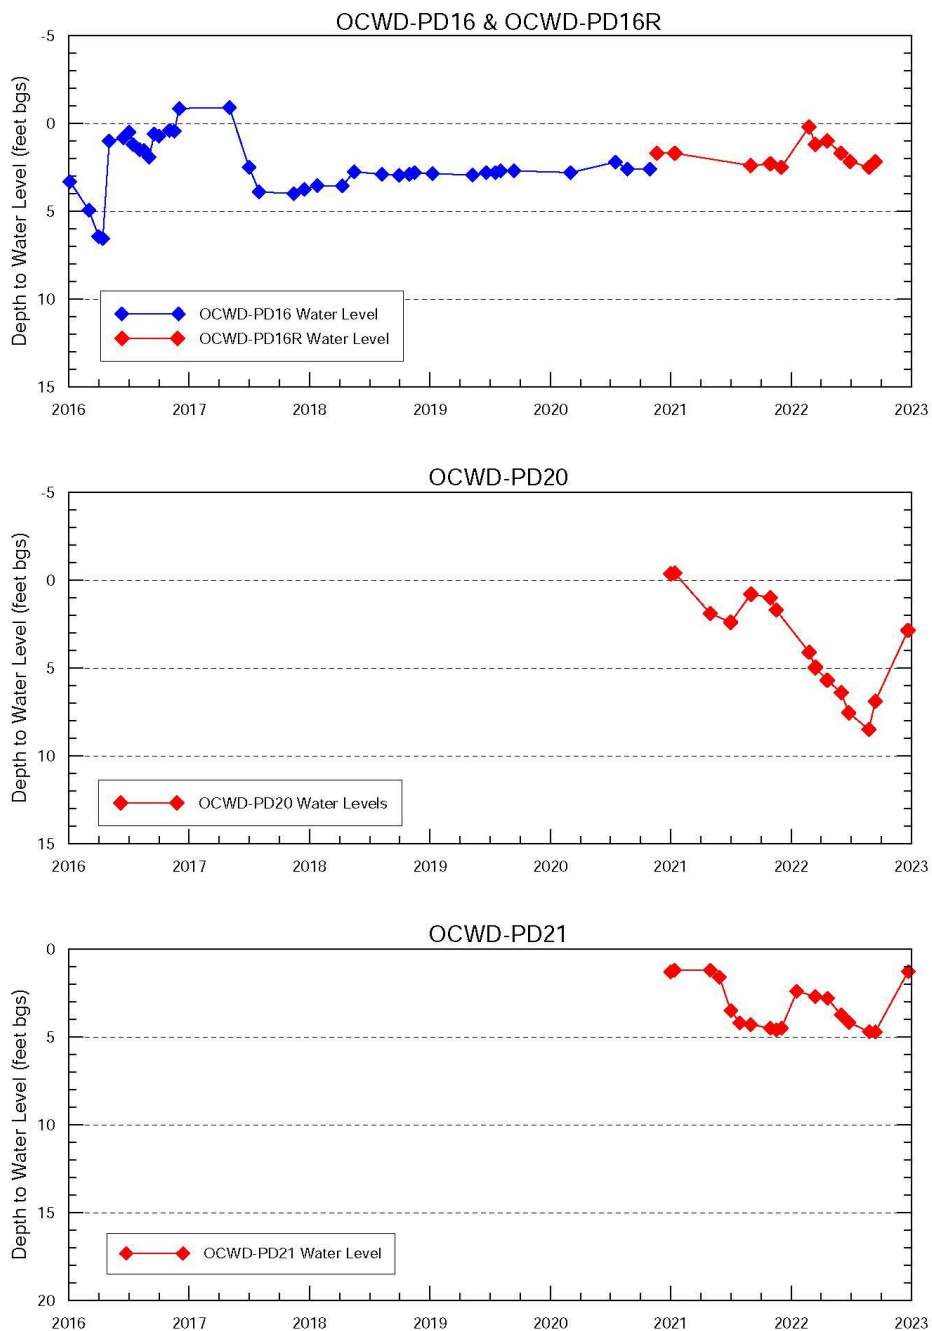 OCWD-PD16 & OCWD-PD16R
Depth to Water Level (feet bgs)
-5
0
5
10
15
OCWD-PD16 Water Level
OCWD-PD16R Water Level
2016 2017 2018 2019 2020 2021 2022 2023
OCWD-PD20
Depth to Water Level (feet bgs)
-5
0
5
10
15
OCWD-PD20 Water Levels
2016 2017 2018 2019 2020 2021 2022 2023
OCWD-PD21
Depth to Water Level (feet bgs)
0
5
10
15
20
OCWD-PD21 Water Level
2016 2017 2018 2019 2020 2021 2022 2023